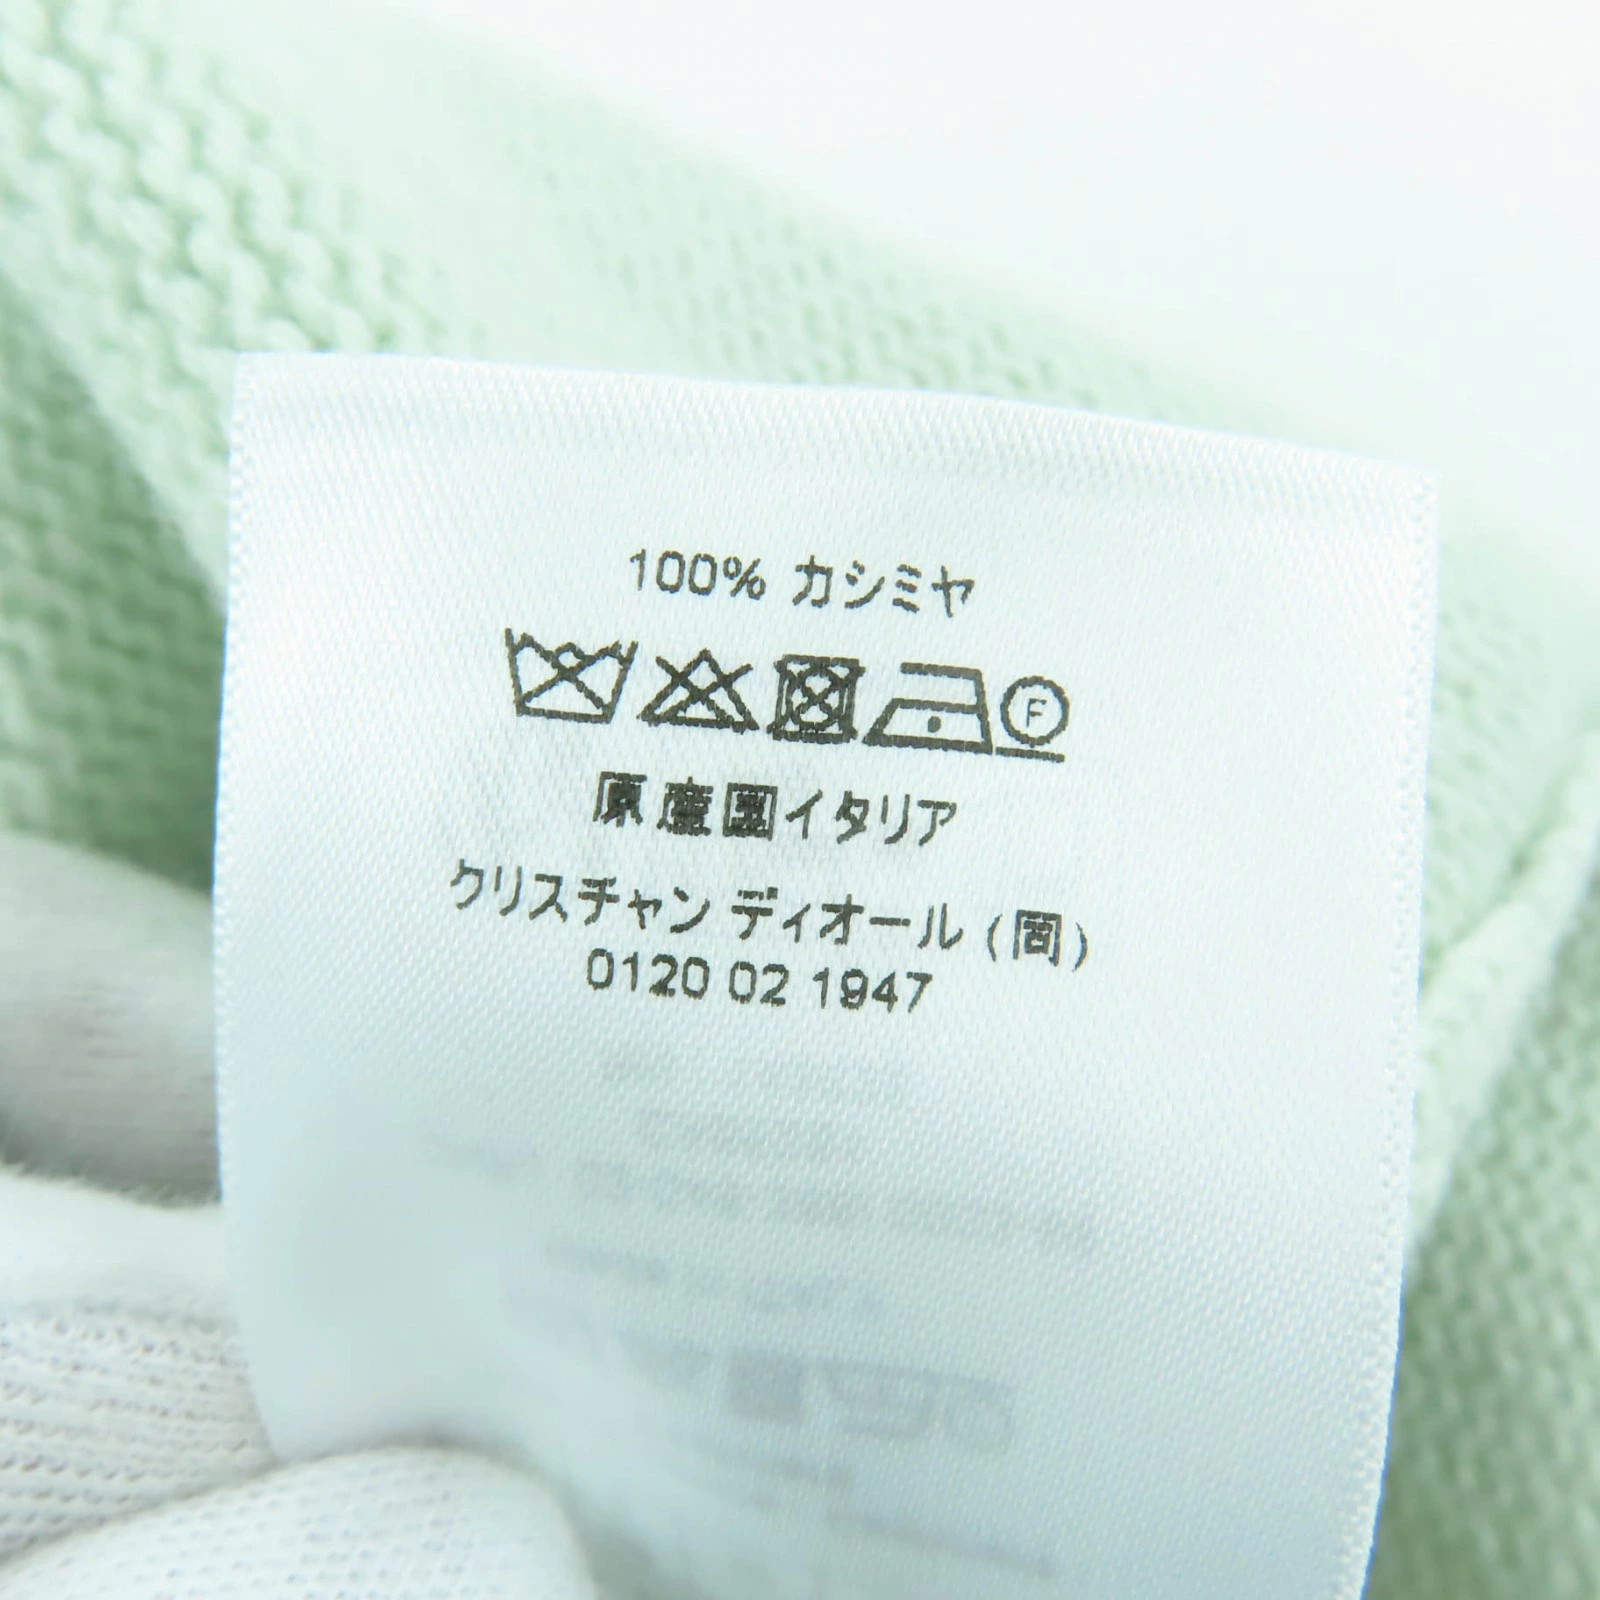 100% カシミヤ
F
原産国イタリア
クリスチャン ディオール (問)
0120 02 1947